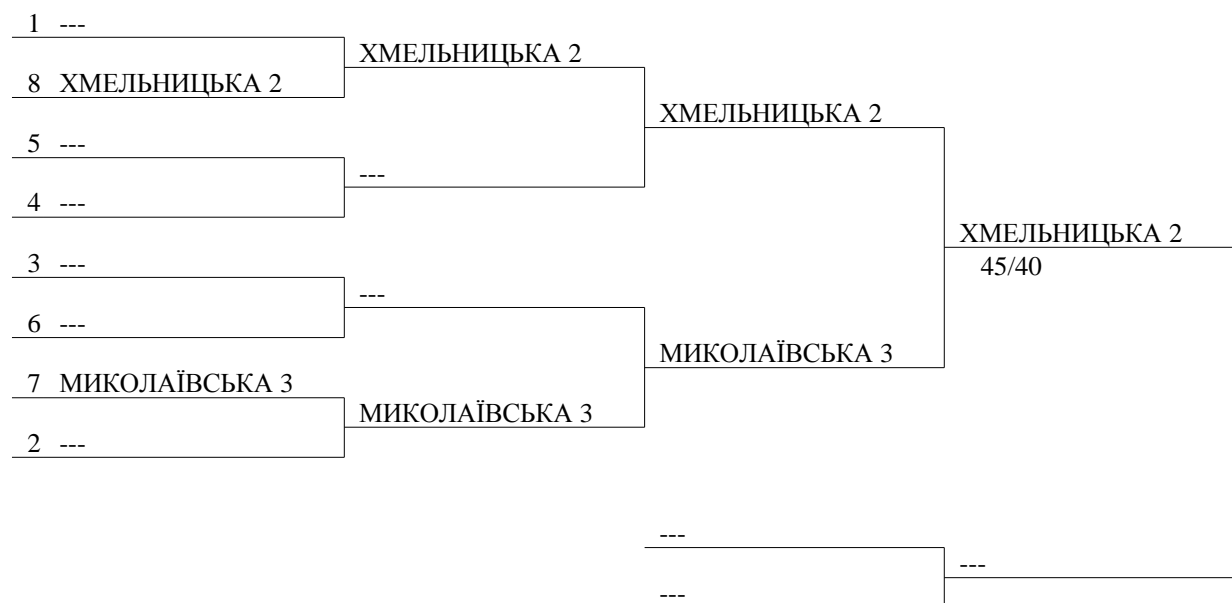 1 ---
8 ХМЕЛЬНИЦЬКА 2
5 ---
4 ---
3 ---
6 ---
7 МИКОЛАЇВСЬКА 3
2 ---
ХМЕЛЬНИЦЬКА 2
---
---
МИКОЛАЇВСЬКА 3
ХМЕЛЬНИЦЬКА 2
МИКОЛАЇВСЬКА 3
ХМЕЛЬНИЦЬКА 2
45/40
---
---
---